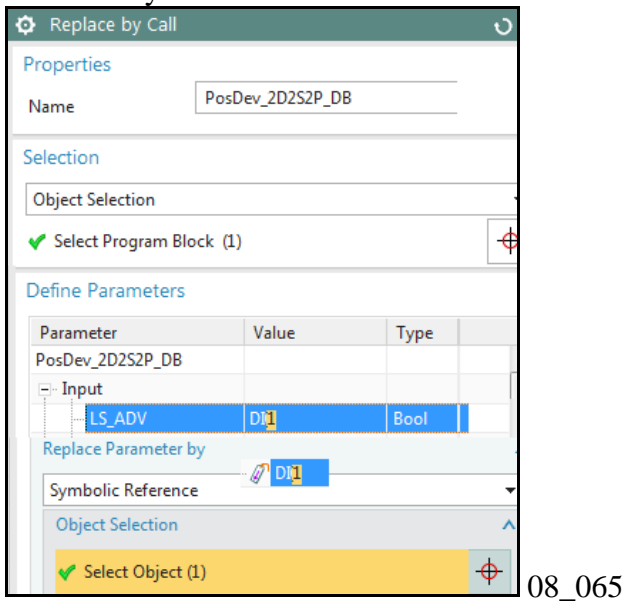 Replace by Call
Properties
Name PosDev_2D2S2P_DB
Selection
Object Selection
Select Program Block (1)
Define Parameters
Parameter Value Type
PosDev_2D2S2P_DB
Input
LS_ADV DI1 Bool
Replace Parameter by
DI1
Symbolic Reference
Object Selection
Select Object (1)
08_065